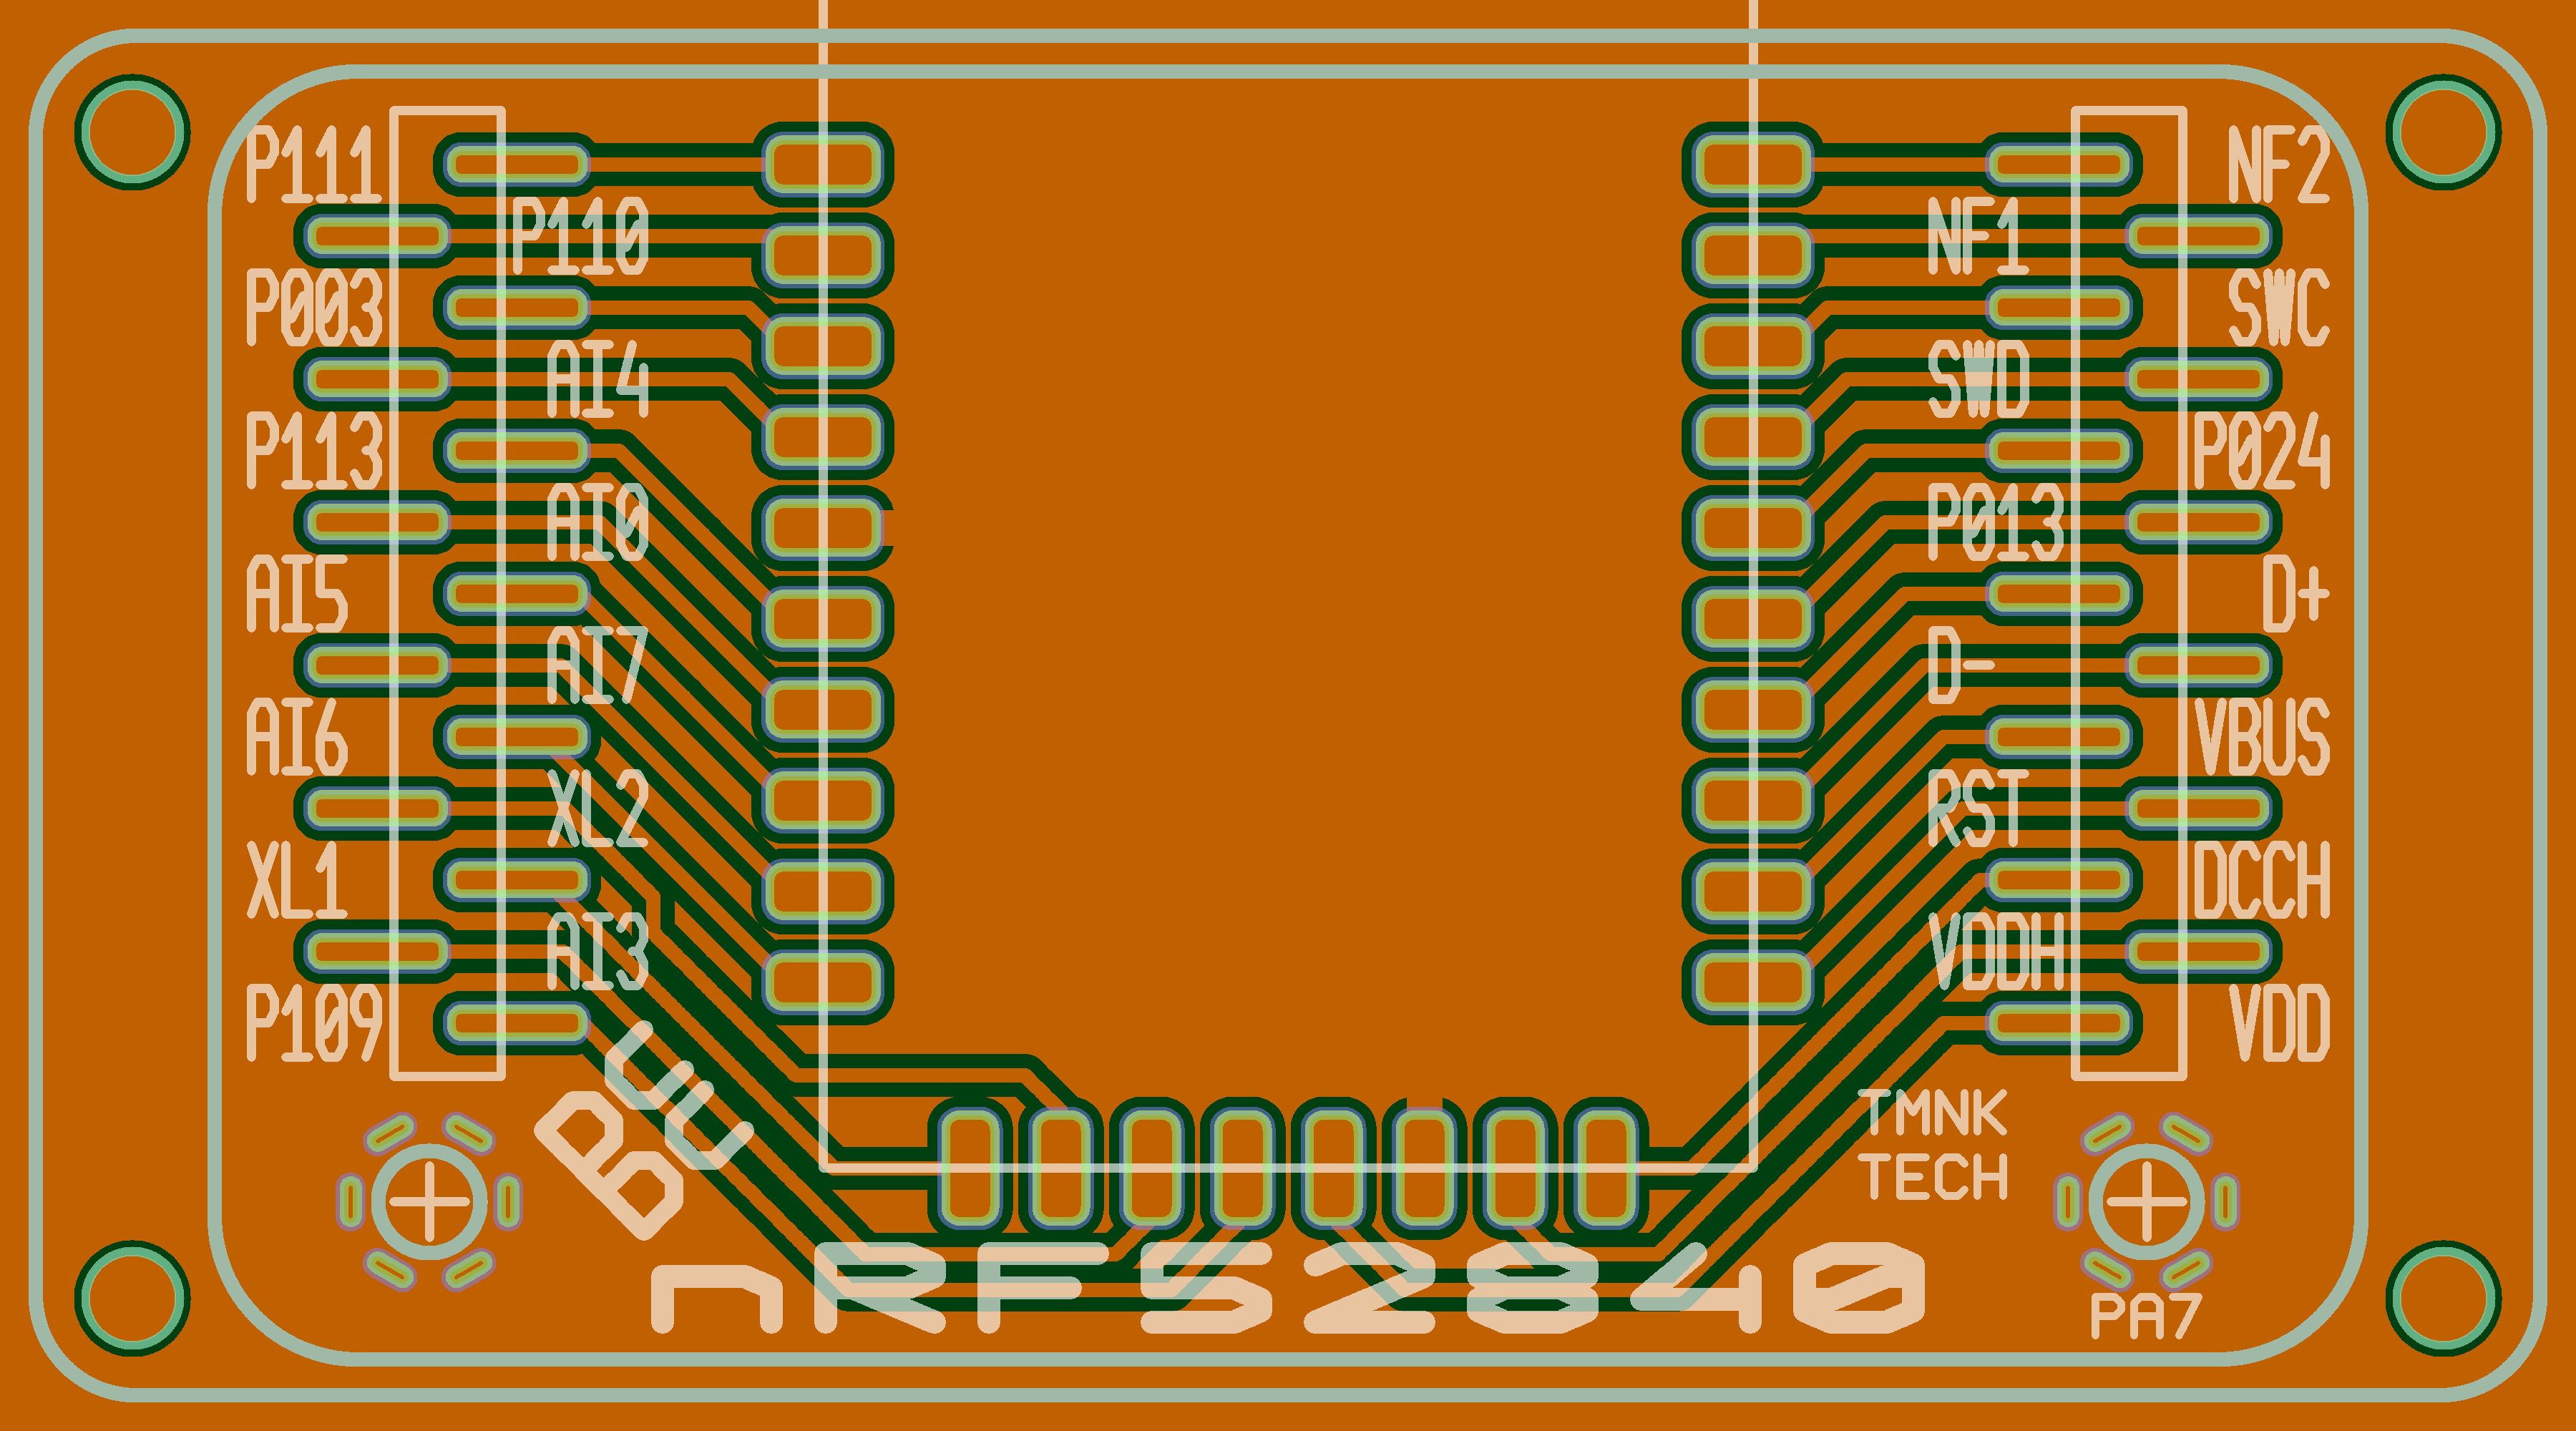 P111
NF2
P110
NF1
P003
SWC
AI4
SWD
P113
P024
AI0
P013
AI5
D+
AI7
D-
AI6
VBUS
XL2
RST
XL1
DCCH
AI3
VDDH
P109
VDD
BLE
TMNK
TECH
nRF52840
PA7